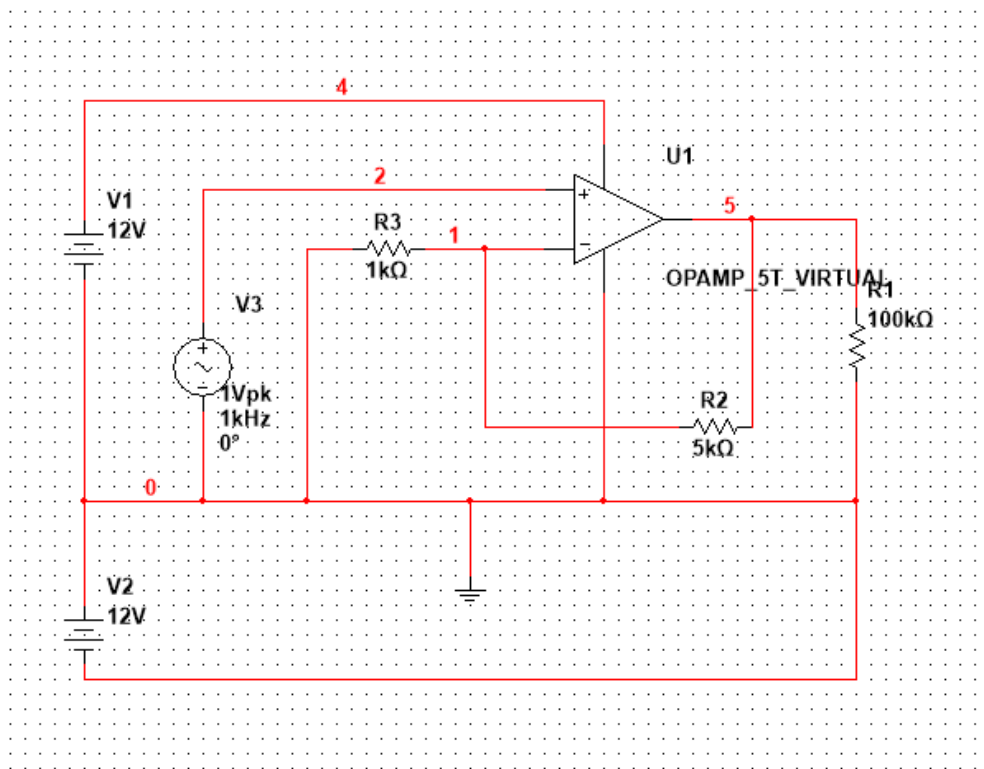 4
U1
2
V1
12V
R3
1
5
1kΩ
OPAMP_5T_VIRTUAL
R1
100kΩ
V3
1Vpk
1kHz
0°
R2
5kΩ
0
V2
12V